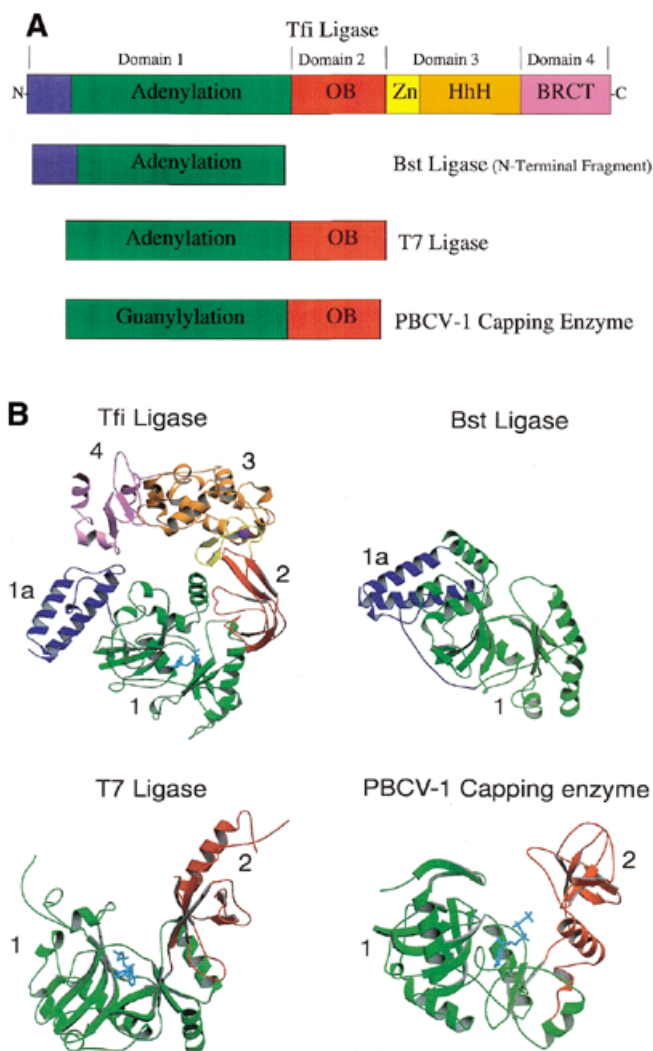 A
Tfi Ligase
Domain 1 Domain 2 Domain 3 Domain 4
N- Adenylation OB Zn HhH BRCT -C
Adenylation Bst Ligase (N-Terminal Fragment)
Adenylation OB T7 Ligase
Guanylylation OB PBCV-1 Capping Enzyme
B
Tfi Ligase Bst Ligase
4 3
1a 2 1a
1 1
T7 Ligase PBCV-1 Capping enzyme
2 2
1 1